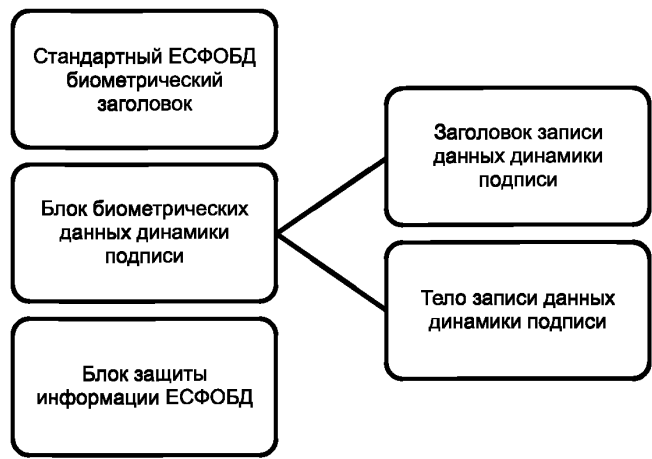 Стандартный ЕСФОБД
биометрический
заголовок
Блок биометрических
данных динамики
подписи
Блок защиты
информации ЕСФОБД
Заголовок записи
данных динамики
подписи
Тело записи данных
динамики подписи